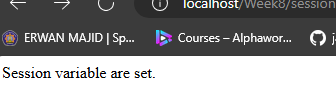 localhost/Week8/session
ERWAN MAJID | Sp...
Courses – Alphawor...
Session variable are set.